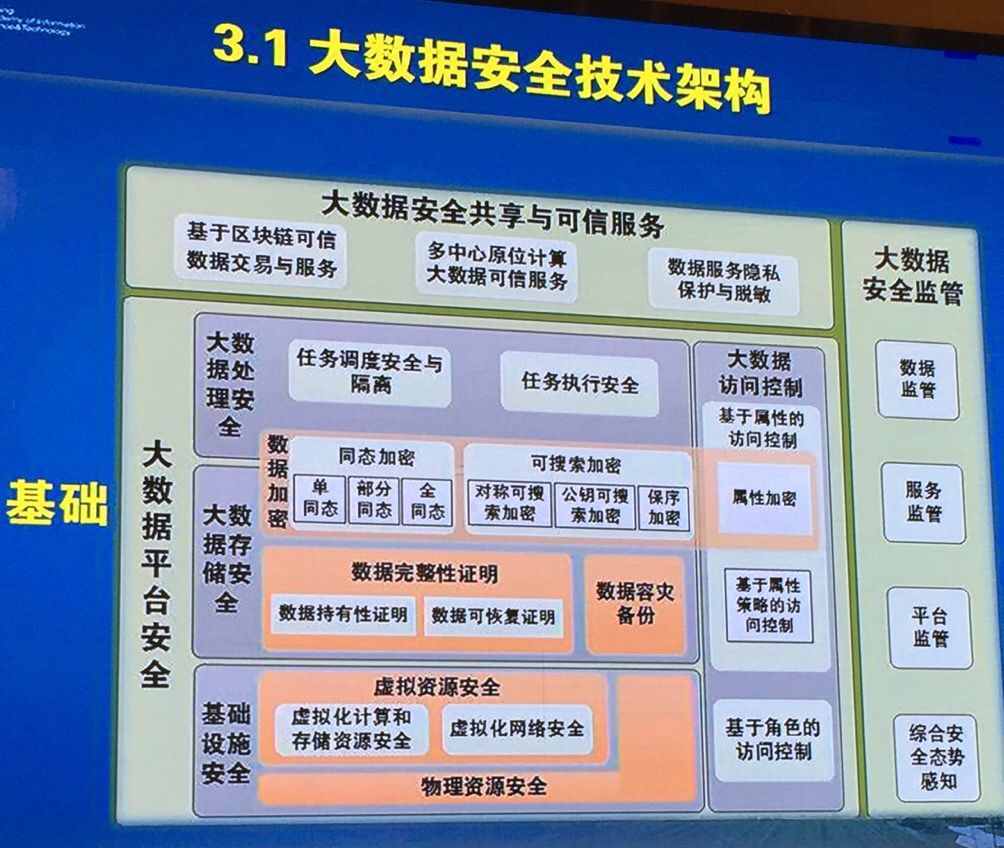 ny of Information
nce&Technology
3.1 大数据安全技术架构
大数据安全共享与可信服务
基于区块链可信
数据交易与服务
多中心原位计算
大数据可信服务
数据服务隐私
保护与脱敏
大数据
安全监管
数据
监管
服务
监管
平台
监管
综合安
全态势
感知
基础
大数据平台安全
大数
据处
理安
全
任务调度安全与
隔离
任务执行安全
大数据
访问控制
基于属性的
访问控制
属性加密
基于属性
策略的访
问控制
基于角色的
访问控制
数据加密
同态加密
单
同态
部分
同态
全
同态
可搜索加密
对称可搜
索加密
公钥可搜
索加密
保序
加密
大数
据存
储安
全
数据完整性证明
数据持有性证明
数据可恢复证明
数据容灾
备份
基础
设施
安全
虚拟资源安全
虚拟化计算和
存储资源安全
虚拟化网络安全
物理资源安全